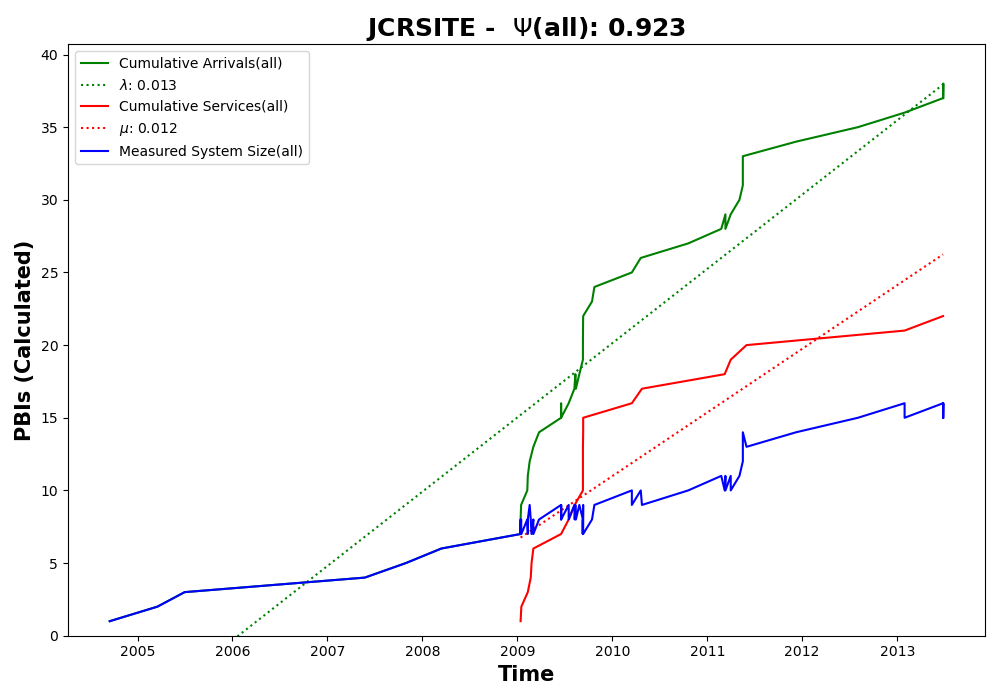 JCRSITE -  Ψ(all): 0.923
PBIs (Calculated)
40
35
30
25
20
15
10
5
0
Cumulative Arrivals(all)
λ: 0.013
Cumulative Services(all)
μ: 0.012
Measured System Size(all)
2005 2006 2007 2008 2009 2010 2011 2012 2013
Time